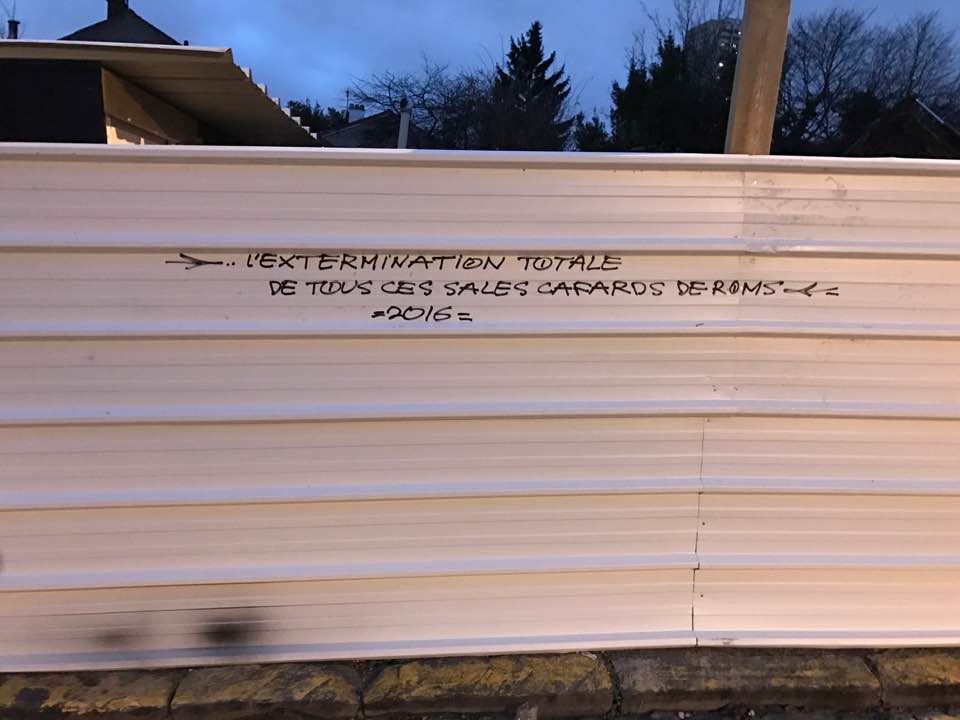 .. L'EXTERMINATION TOTALE
DE TOUS CES SALES CAFARDS DE ROMS
=2016=